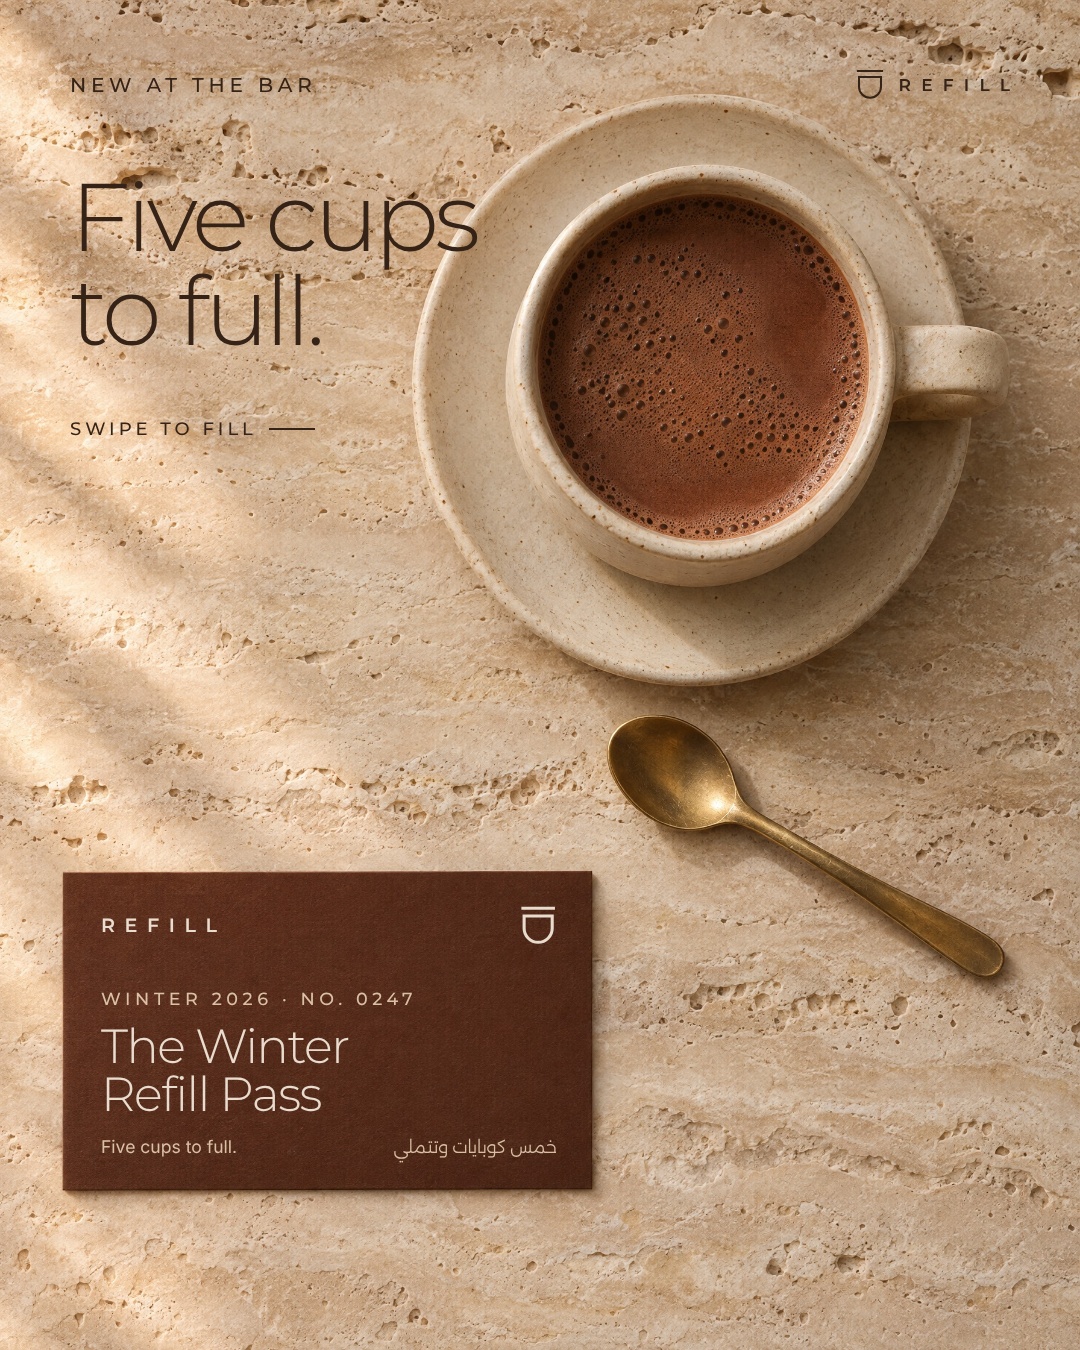 NEW AT THE BAR
REFILL
Five cups
to full.
SWIPE TO FILL
REFILL
WINTER 2026 · NO. 0247
The Winter
Refill Pass
Five cups to full.
خمس كوبايات وتتملي